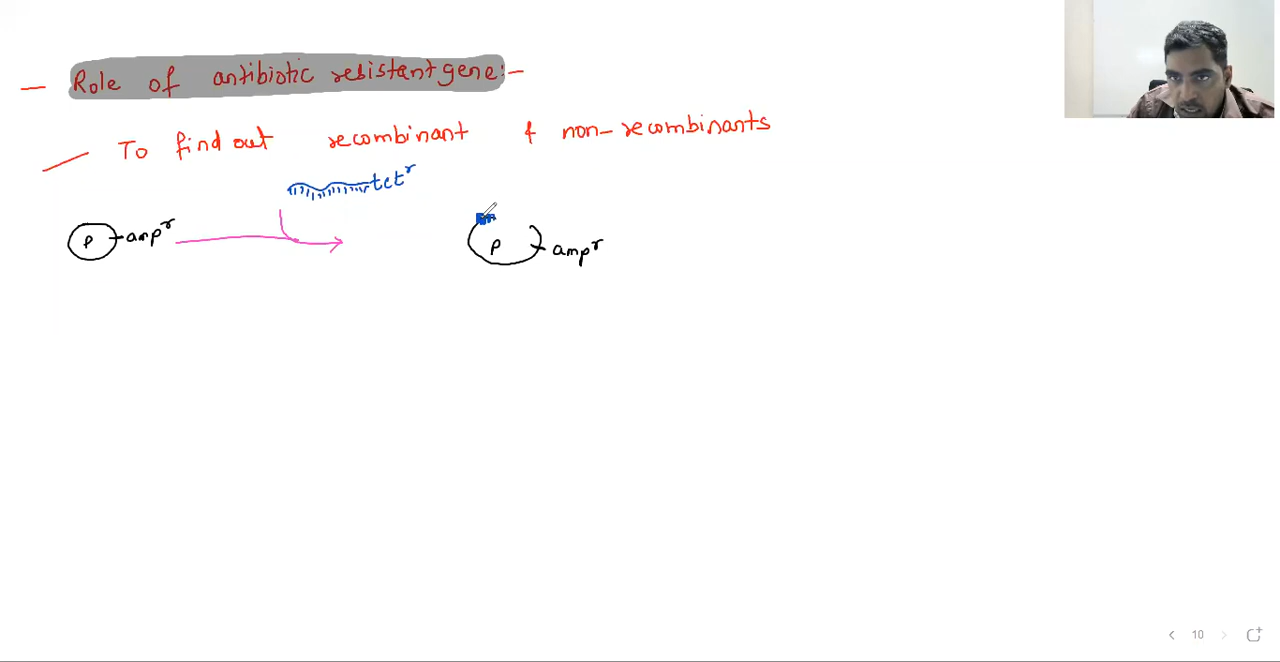 — Role of antibiotic resistant gene:—
— To find out recombinant & non-recombinants
tetʳ
P ampʳ
P ampʳ
10